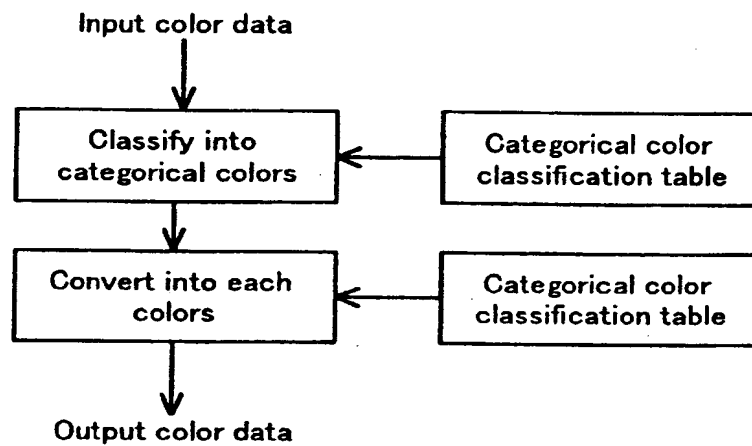 Input color data
Classify into
categorical colors
Categorical color
classification table
Convert into each
colors
Categorical color
classification table
Output color data